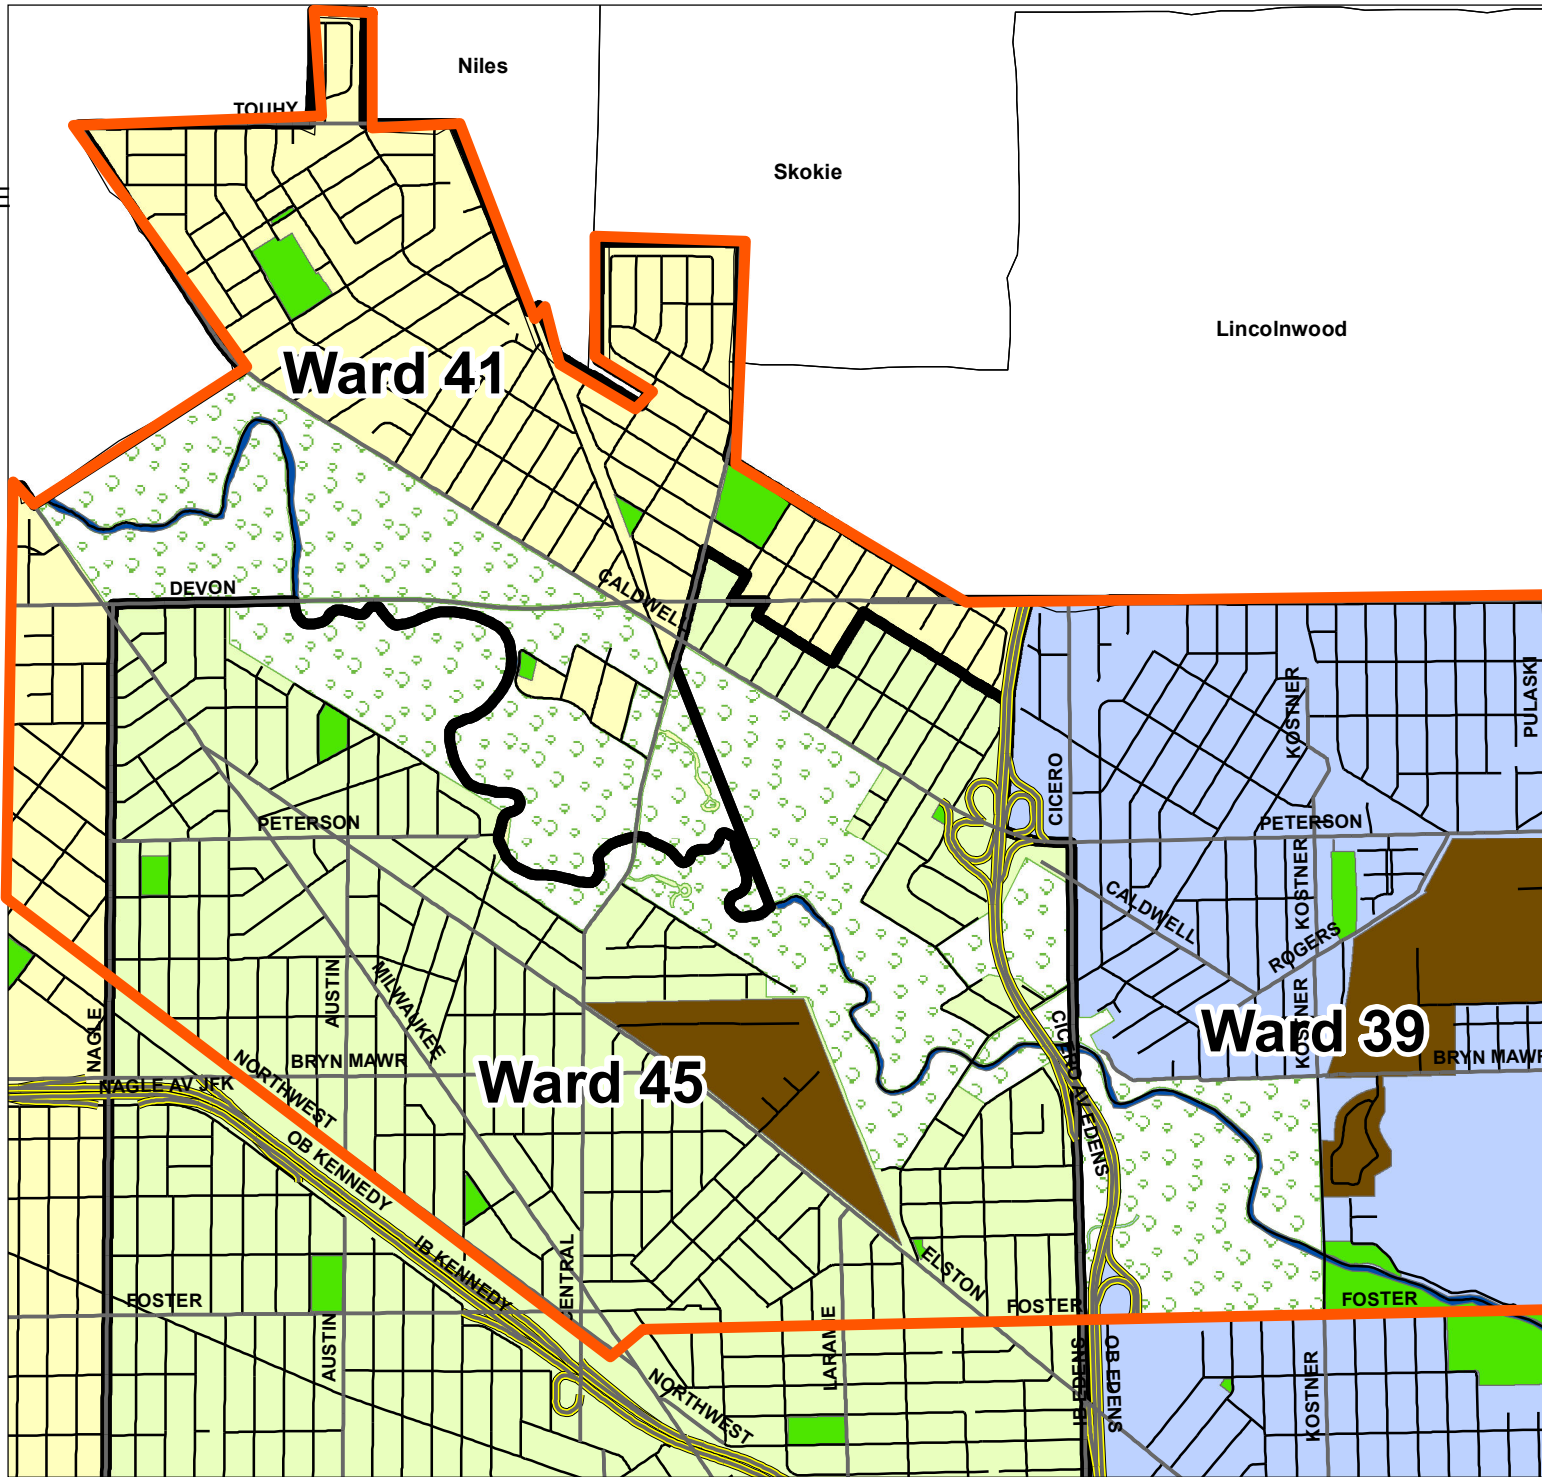 Niles
TOUHY
Skokie
Lincolnwood
Ward 41
DEVON
CALDWELL
KOSTNER
PULASKI
CICERO
PETERSON
PETERSON
KOSTNER
CALDWELL
ROGERS
AUSTIN
MILWAUKEE
NAGLE
KOSTNER
Ward 39
BRYN MAWR
BRYN MAWR
NORTHWEST
NAGLE AV JFK
Ward 45
CICERO AV EDENS
OB KENNEDY
IB KENNEDY
CENTRAL
ELSTON
FOSTER
FOSTER
FOSTER
AUSTIN
LARAMIE
IB EDENS
OB EDENS
KOSTNER
NORTHWEST